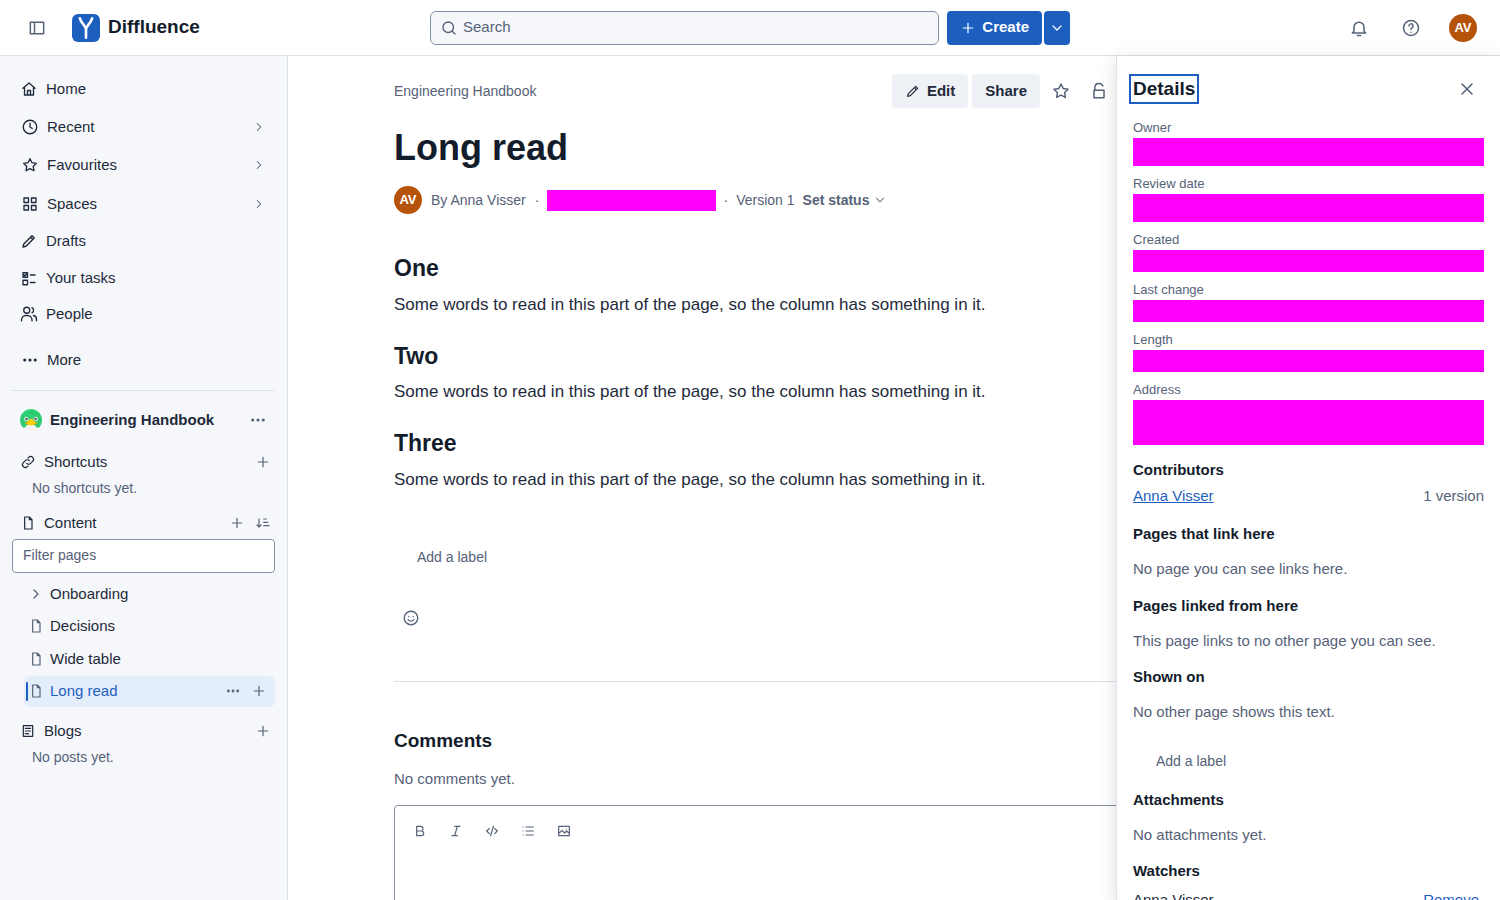 Diffluence
Search
Create
AV
Home
Recent
Favourites
Spaces
Drafts
Your tasks
People
More
Engineering Handbook
Shortcuts
No shortcuts yet.
Content
Filter pages
Onboarding
Decisions
Wide table
Long read
Blogs
No posts yet.
Engineering Handbook
Edit
Share
Long read
AV By Anna Visser · · Version 1 Set status
One
Some words to read in this part of the page, so the column has something in it.
Two
Some words to read in this part of the page, so the column has something in it.
Three
Some words to read in this part of the page, so the column has something in it.
Add a label
Comments
No comments yet.
Details
Owner
Review date
Created
Last change
Length
Address
Contributors
Anna Visser 1 version
Pages that link here
No page you can see links here.
Pages linked from here
This page links to no other page you can see.
Shown on
No other page shows this text.
Add a label
Attachments
No attachments yet.
Watchers
Anna Visser Remove